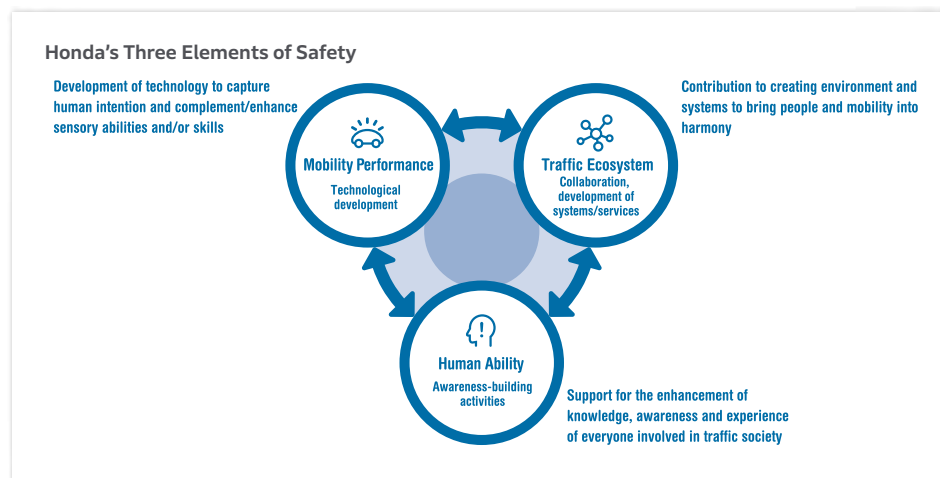 Honda's Three Elements of Safety
Development of technology to capture
human intention and complement/enhance
sensory abilities and/or skills
Mobility Performance
Technological
development
Contribution to creating environment and
systems to bring people and mobility into
harmony
Traffic Ecosystem
Collaboration,
development of
systems/services
Human Ability
Awareness-building
activities
Support for the enhancement of
knowledge, awareness and experience
of everyone involved in traffic society